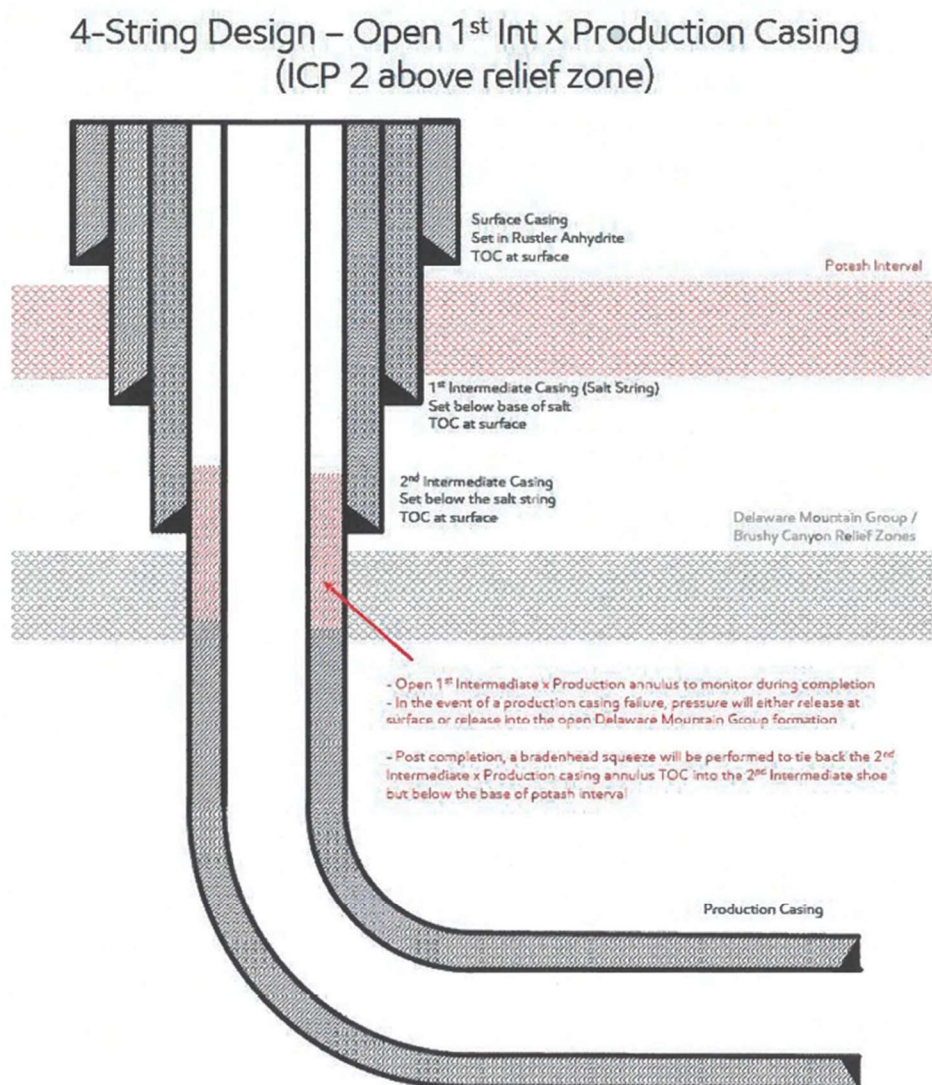 4-String Design – Open 1st Int x Production Casing
(ICP 2 above relief zone)
Surface Casing
Set in Rustler Anhydrite
TOC at surface
Potash Interval
1st Intermediate Casing (Salt String)
Set below base of salt
TOC at surface
2nd Intermediate Casing
Set below the salt string
TOC at surface
Delaware Mountain Group /
Brushy Canyon Relief Zones
- Open 1st Intermediate x Production annulus to monitor during completion
- In the event of a production casing failure, pressure will either release at
surface or release into the open Delaware Mountain Group formation
- Post completion, a bradenhead squeeze will be performed to tie back the 2nd
Intermediate x Production casing annulus TOC into the 2nd Intermediate shoe
but below the base of potash interval
Production Casing